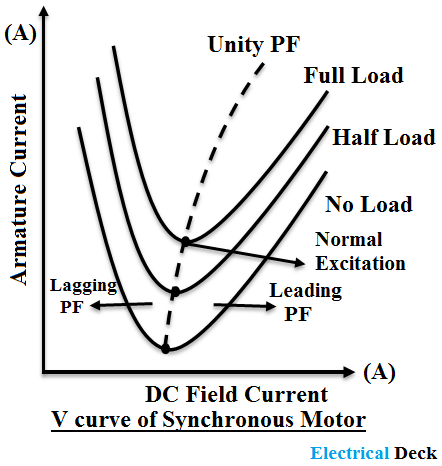 (A)
Unity PF
Full Load
Half Load
No Load
Normal
Excitation
Lagging
PF
Leading
PF
Armature Current
(A)
DC Field Current
V curve of Synchronous Motor
Electrical Deck